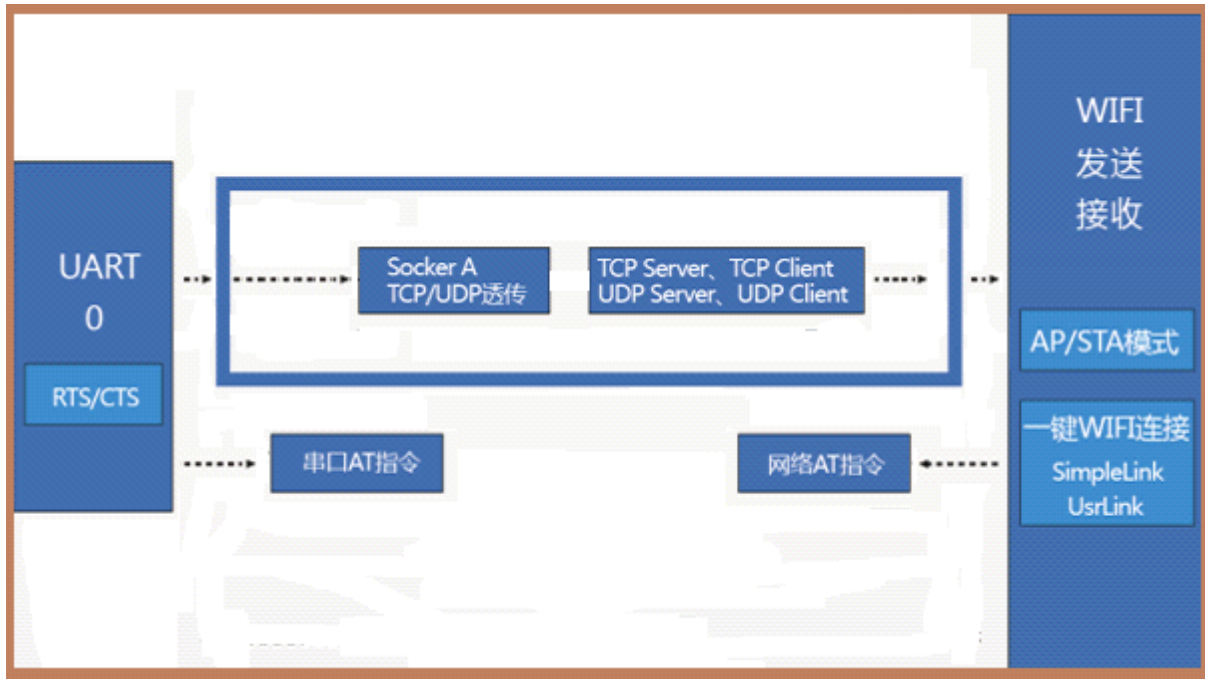 UART
0
RTS/CTS
Socker A
TCP/UDP透传
TCP Server、TCP Client
UDP Server、UDP Client
串口AT指令
网络AT指令
WIFI
发送
接收
AP/STA模式
一键WIFI连接
SimpleLink
UsrLink